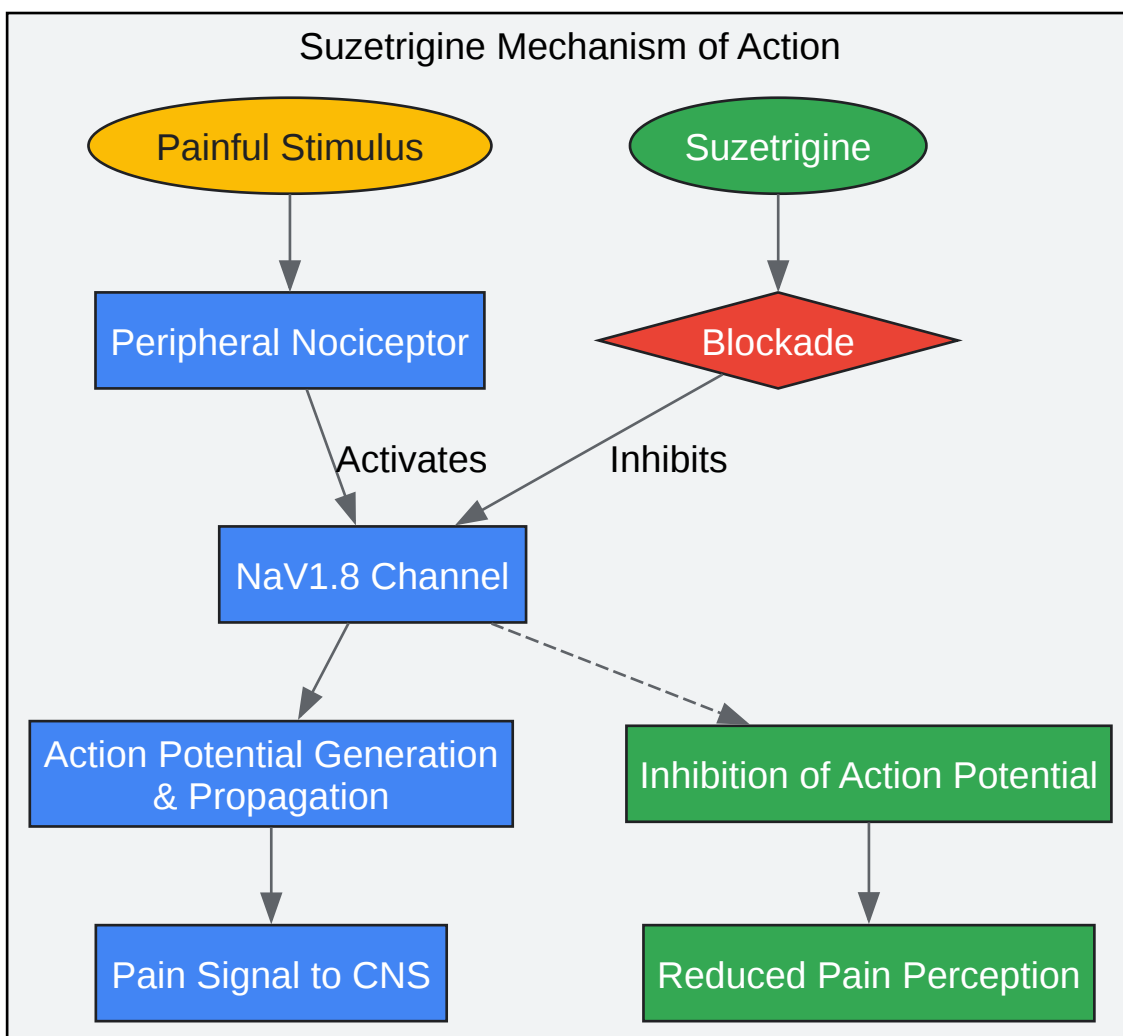 Suzetrigine Mechanism of Action
Painful Stimulus
Suzetrigine
Peripheral Nociceptor
Blockade
Activates
Inhibits
NaV1.8 Channel
Action Potential Generation
& Propagation
Inhibition of Action Potential
Pain Signal to CNS
Reduced Pain Perception